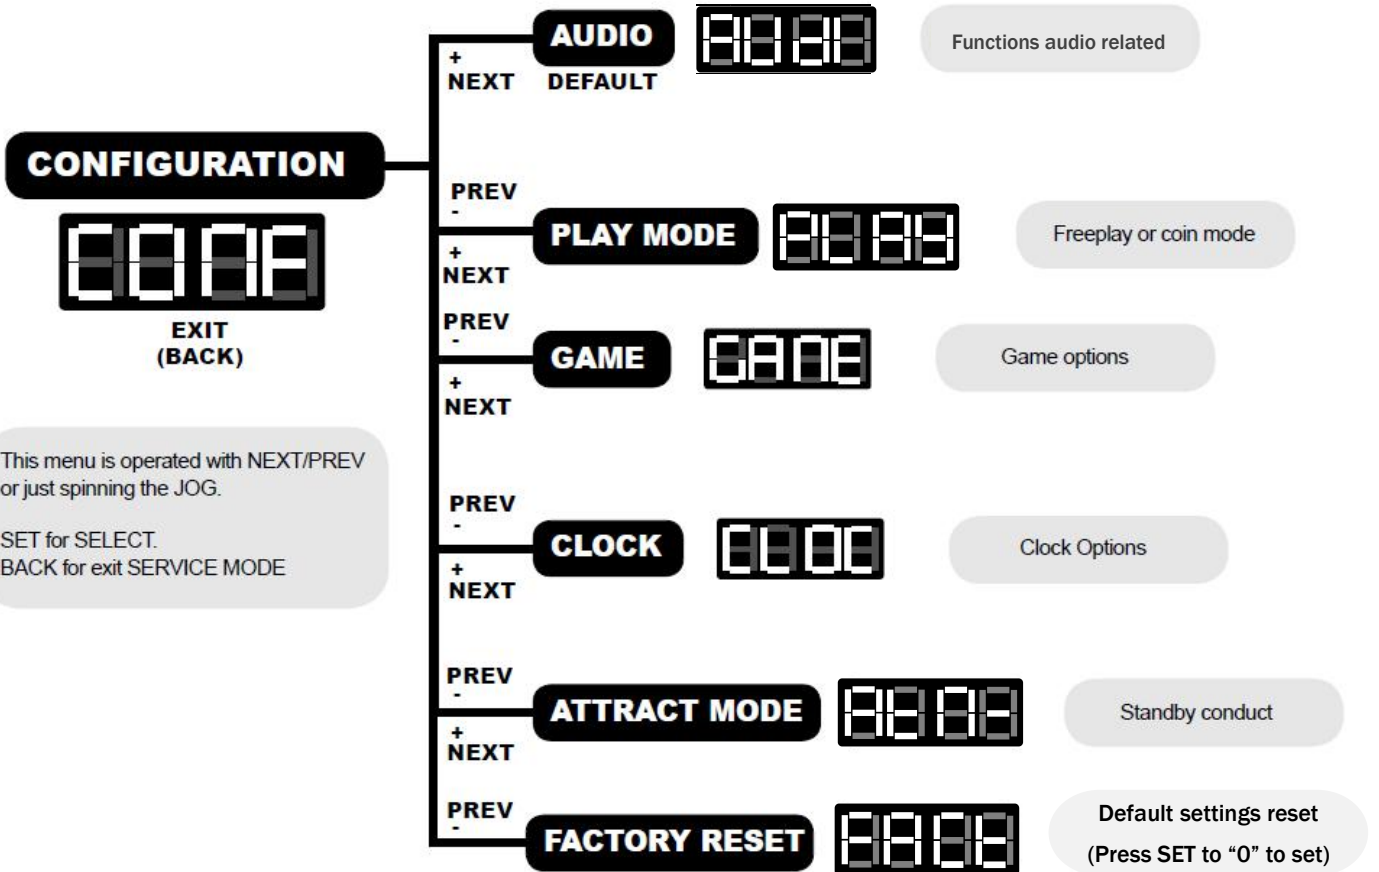 AUDIO
Functions audio related
+
NEXT
DEFAULT
CONFIGURATION
CONF
EXIT
(BACK)
This menu is operated with NEXT/PREV
or just spinning the JOG.
SET for SELECT.
BACK for exit SERVICE MODE
PREV
-
PLAY MODE
Freeplay or coin mode
+
NEXT
PREV
-
GAME
GAME
Game options
+
NEXT
PREV
-
CLOCK
CLOC
Clock Options
+
NEXT
PREV
-
ATTRACT MODE
Standby conduct
+
NEXT
PREV
-
FACTORY RESET
Default settings reset
(Press SET to “0” to set)